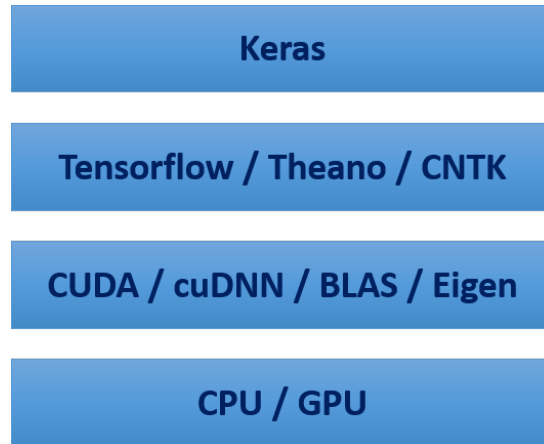 Keras
Tensorflow / Theano / CNTK
CUDA / cuDNN / BLAS / Eigen
CPU / GPU